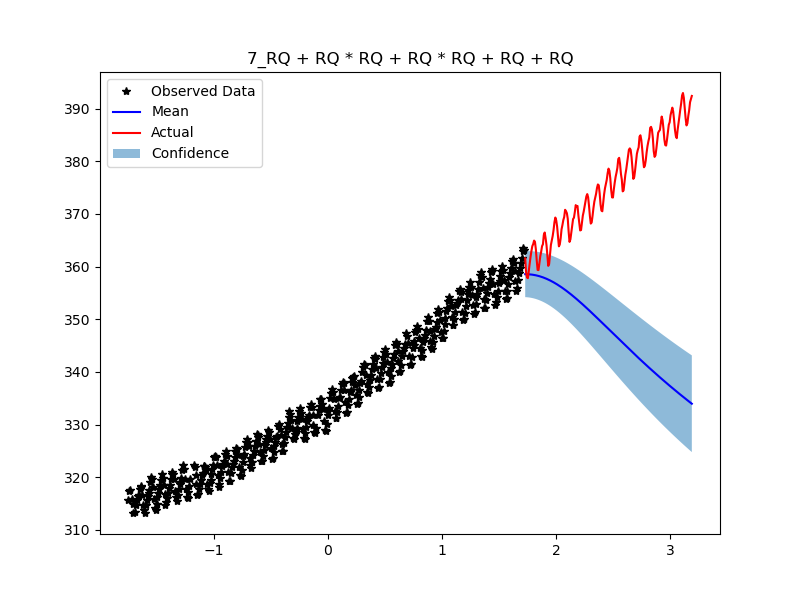 7_RQ + RQ * RQ + RQ * RQ + RQ + RQ
Observed Data
Mean
Actual
Confidence
390
380
370
360
350
340
330
320
310
−1
0
1
2
3